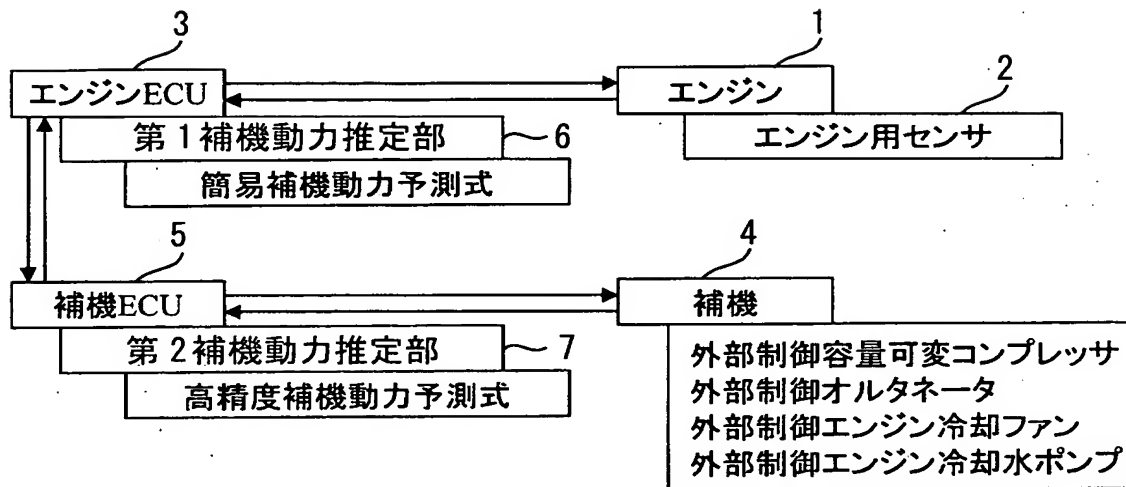 3
1
エンジンECU
エンジン
2
第1補機動力推定部
6
エンジン用センサ
簡易補機動力予測式
5
4
補機ECU
補機
第2補機動力推定部
7
高精度補機動力予測式
外部制御容量可変コンプレッサ
外部制御オルタネータ
外部制御エンジン冷却ファン
外部制御エンジン冷却水ポンプ